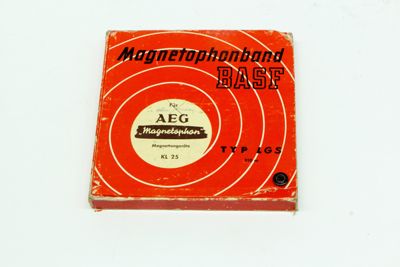 Magnetophonband
BASF
Für
AEG
"Magnetophon"
Magnettongeräte
KL 25
TYP LGS